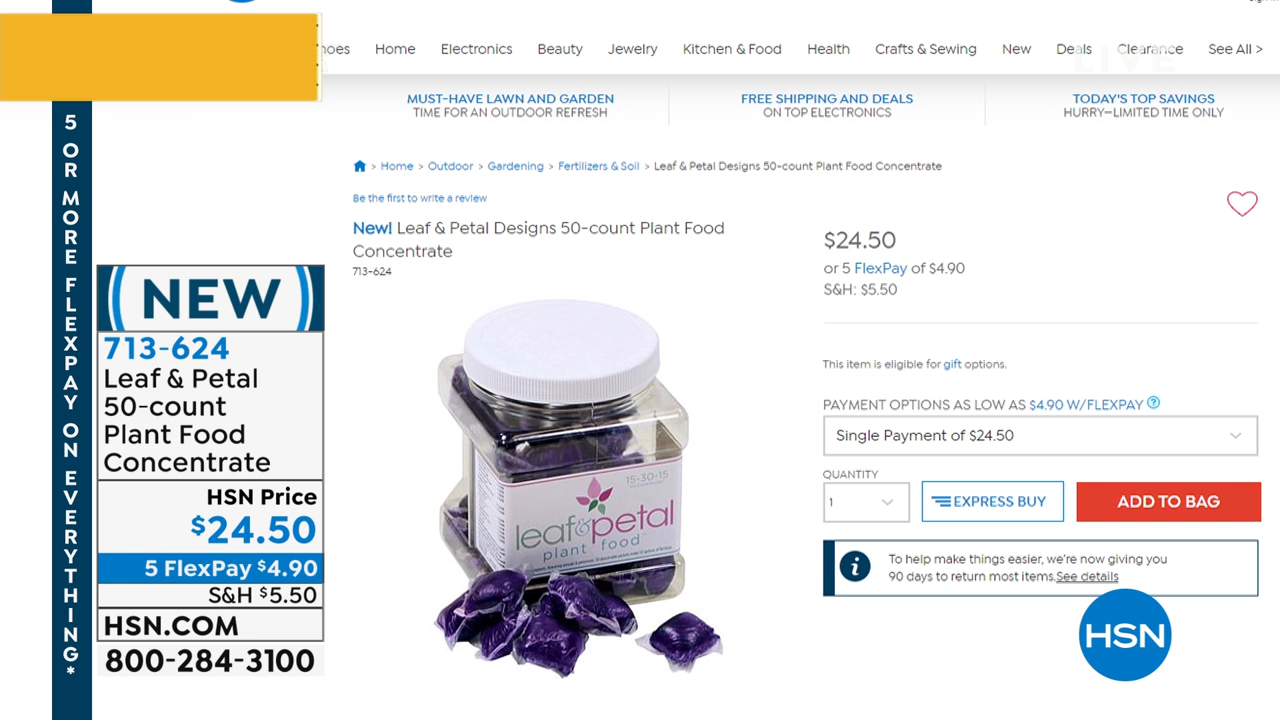 hoes Home Electronics Beauty Jewelry Kitchen & Food Health Crafts & Sewing New Deals Clearance See All >
LIVE
MUST-HAVE LAWN AND GARDEN
TIME FOR AN OUTDOOR REFRESH
FREE SHIPPING AND DEALS
ON TOP ELECTRONICS
TODAY'S TOP SAVINGS
HURRY—LIMITED TIME ONLY
5 OR MORE FLEXPAY ON EVERYTHING*
> Home > Outdoor > Gardening > Fertilizers & Soil > Leaf & Petal Designs 50-count Plant Food Concentrate
Be the first to write a review
New! Leaf & Petal Designs 50-count Plant Food
Concentrate
713-624
$24.50
or 5 FlexPay of $4.90
S&H: $5.50
This item is eligible for gift options.
PAYMENT OPTIONS AS LOW AS $4.90 W/FLEXPAY ?
Single Payment of $24.50
QUANTITY
1
EXPRESS BUY
ADD TO BAG
To help make things easier, we're now giving you
90 days to return most items.See details
HSN
15-30-15
leaf&petal
plant food
NEW
713-624
Leaf & Petal
50-count
Plant Food
Concentrate
HSN Price
$24.50
5 FlexPay $4.90
S&H $5.50
HSN.COM
800-284-3100